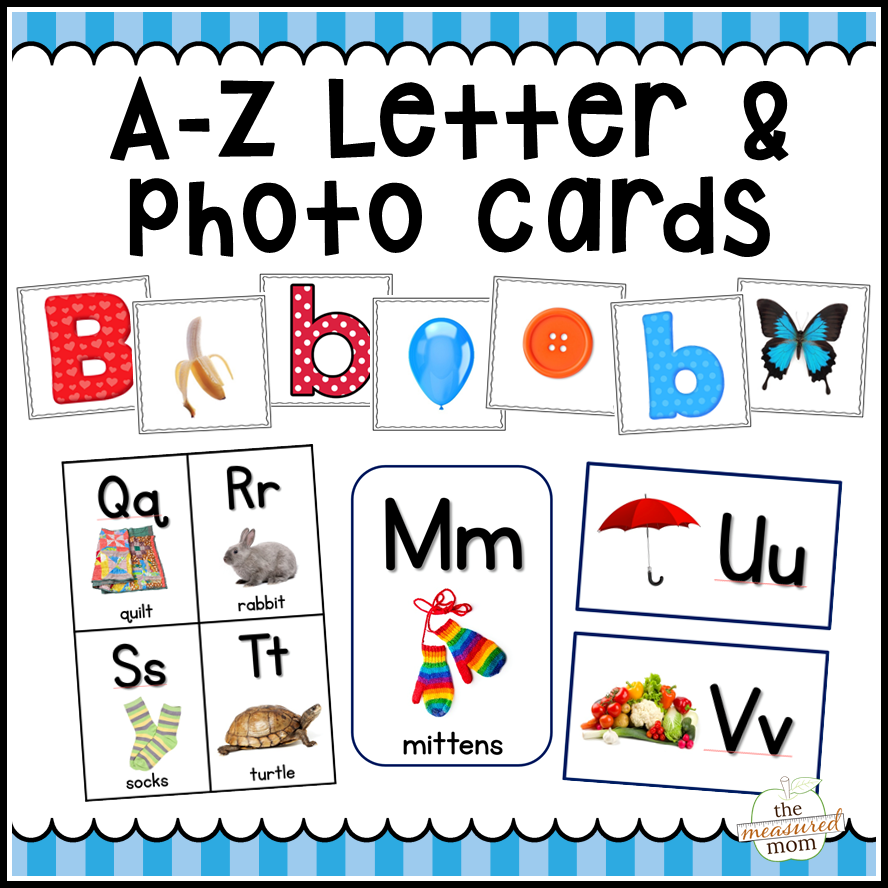 A-Z Letter &
Photo Cards
B
b
b
Qq
quilt
Rr
rabbit
Ss
socks
Tt
turtle
Mm
mittens
Uu
Vv
the
measured
mom